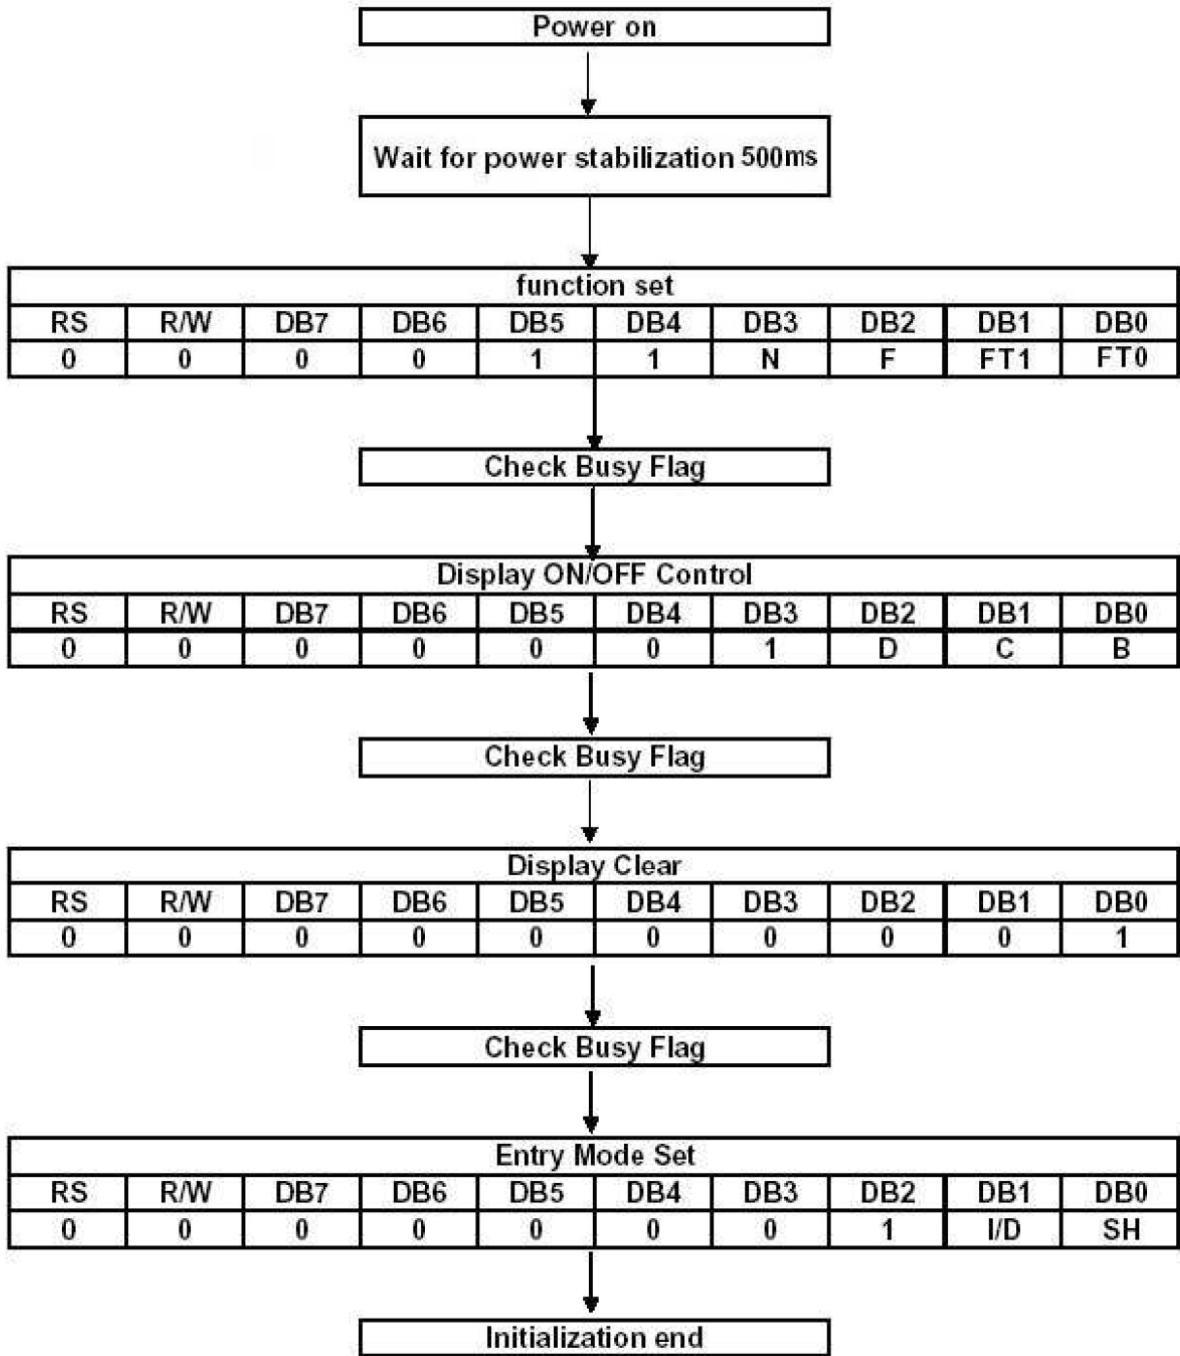 Power on
Wait for power stabilization 500ms
function set
RS R/W DB7 DB6 DB5 DB4 DB3 DB2 DB1 DB0
0 0 0 0 1 1 N F FT1 FT0
Check Busy Flag
Display ON/OFF Control
RS R/W DB7 DB6 DB5 DB4 DB3 DB2 DB1 DB0
0 0 0 0 0 0 1 D C B
Check Busy Flag
Display Clear
RS R/W DB7 DB6 DB5 DB4 DB3 DB2 DB1 DB0
0 0 0 0 0 0 0 0 0 1
Check Busy Flag
Entry Mode Set
RS R/W DB7 DB6 DB5 DB4 DB3 DB2 DB1 DB0
0 0 0 0 0 0 0 1 I/D SH
Initialization end